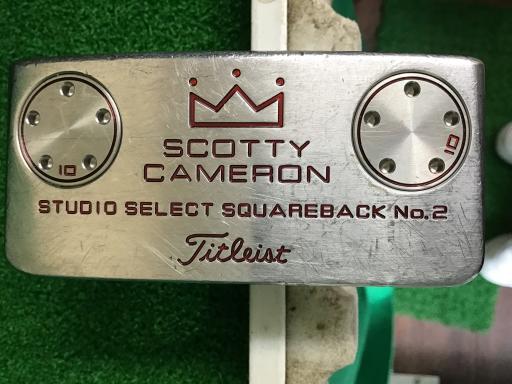 SCOTTY
CAMERON
STUDIO SELECT SQUAREBACK No.2
Titleist
10
10